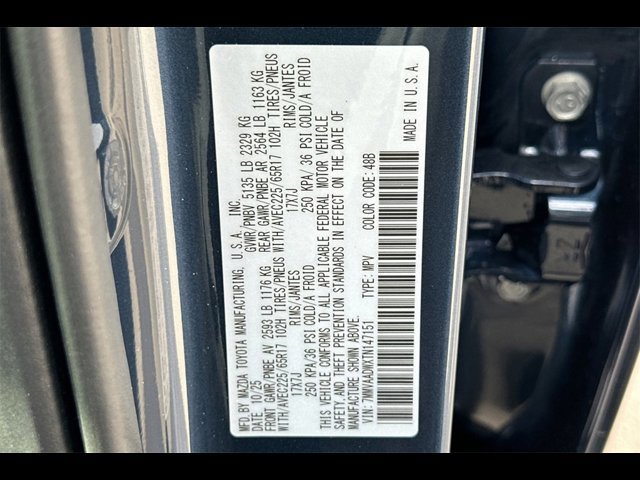 MFD.BY MAZDA TOYOTA MANUFACTURING, U.S.A., INC.
DATE: 10/25 GVWR/PNBV 5135 LB 2329 KG
FRONT GAWR/PNBE AV 2593 LB 1176 KG REAR GAWR/PNBE AR 2564 LB 1163 KG
WITH/AVEC225/65R17 102H TIRES/PNEUS WITH/AVEC225/65R17 102H TIRES/PNEUS
17X7J RIMS/JANTES 17X7J RIMS/JANTES
250 KPA/36 PSI COLD/A FROID 250 KPA/ 36 PSI COLD/A FROID
THIS VEHICLE CONFORMS TO ALL APPLICABLE FEDERAL MOTOR VEHICLE
SAFETY, AND THEFT PREVENTION STANDARDS IN EFFECT ON THE DATE OF
MANUFACTURE SHOWN ABOVE.
VIN: 7MMVAADWXTN147151 TYPE: MPV COLOR CODE: 48B
MADE IN U.S.A.